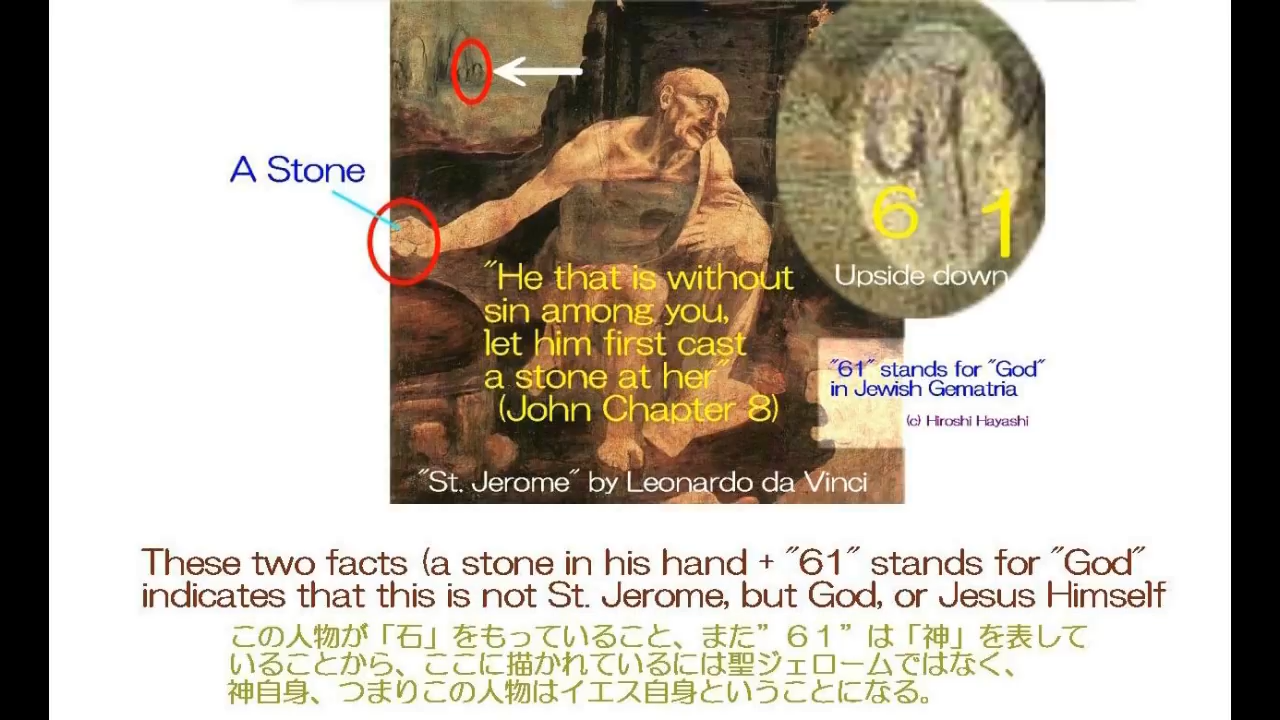 A Stone
"He that is without
sin among you,
let him first cast
a stone at her"
(John Chapter 8)
6 1
Upside down
"61" stands for "God"
in Jewish Gematria
(c) Hiroshi Hayashi
"St. Jerome" by Leonardo da Vinci
These two facts (a stone in his hand + "61" stands for "God"
indicates that this is not St. Jerome, but God, or Jesus Himself
この人物が「石」をもっていること、また”６１”は「神」を表して
いることから、ここに描かれているには聖ジェロームではなく、
神自身、つまりこの人物はイエス自身ということになる。